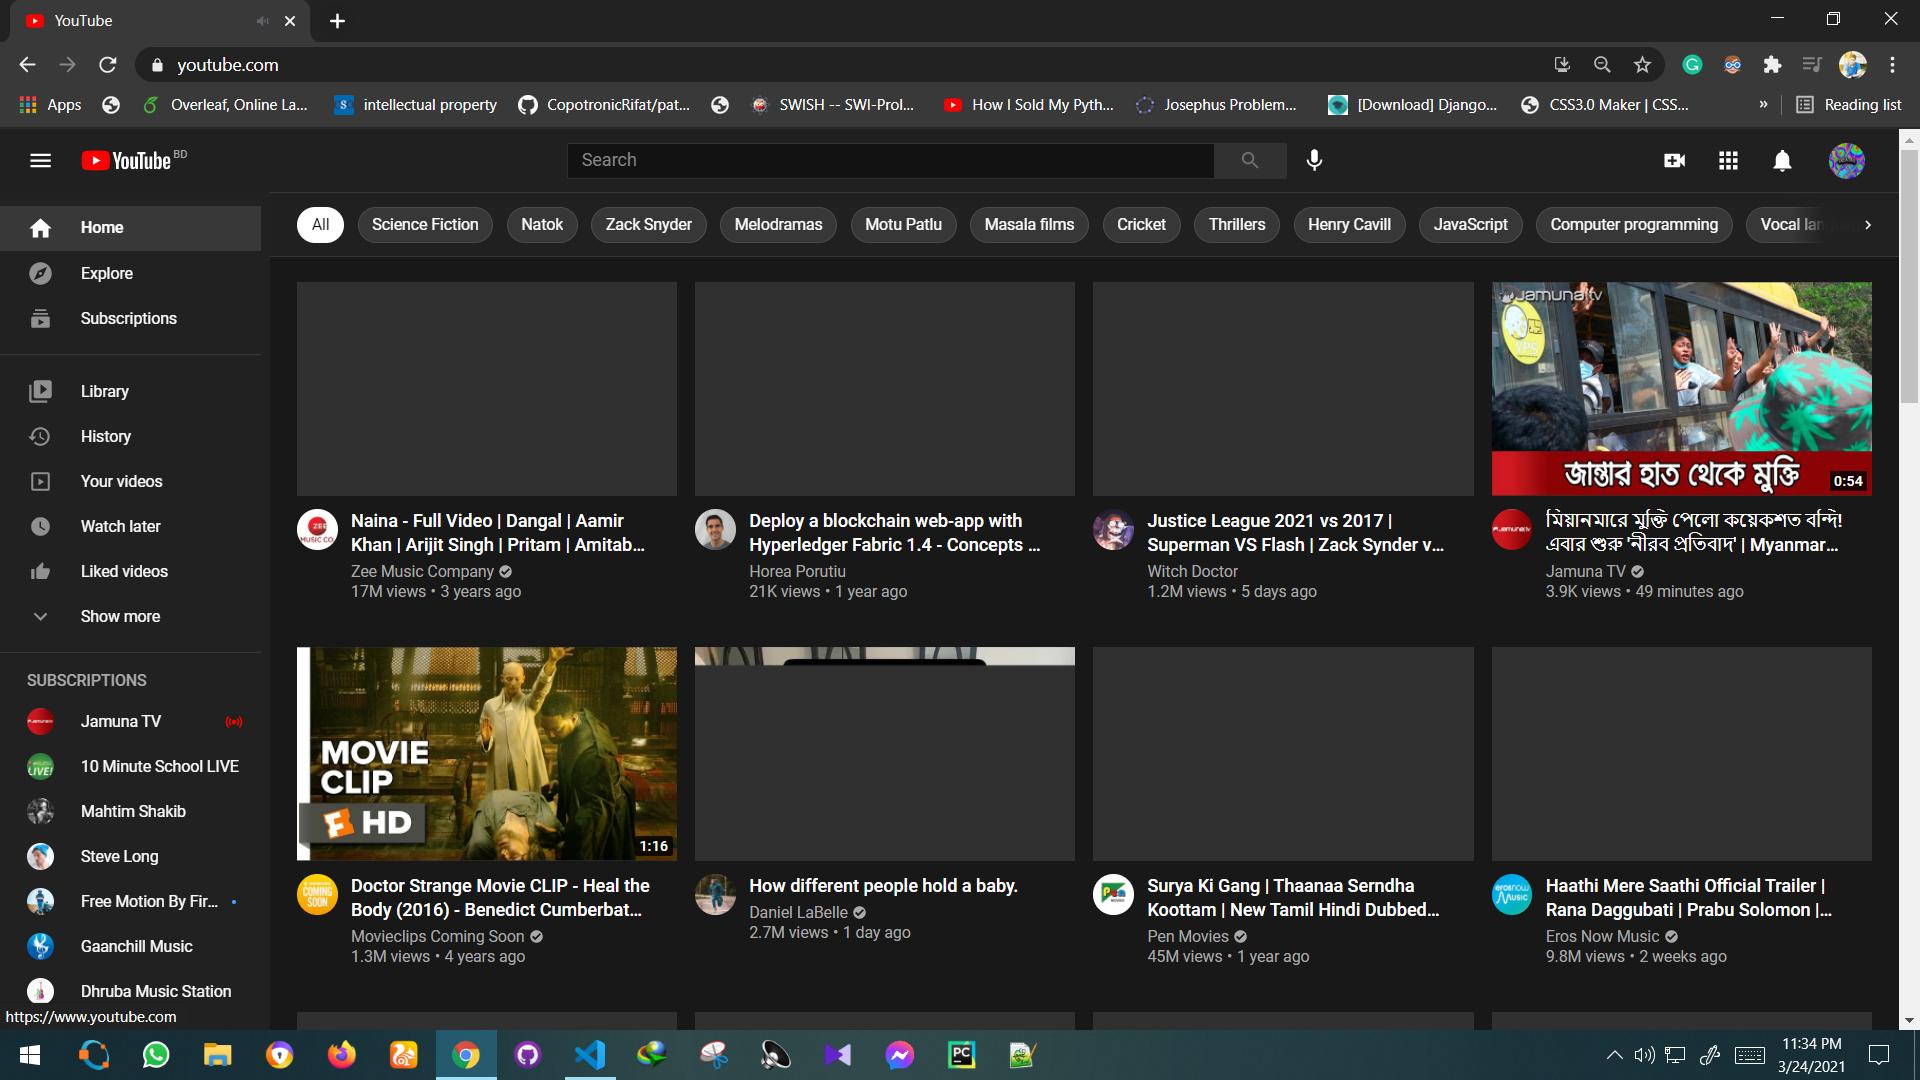 YouTube
youtube.com
Apps
Overleaf, Online La...
intellectual property
CopotronicRifat/pat...
SWISH -- SWI-Prol...
How I Sold My Pyth...
Josephus Problem...
[Download] Django...
CSS3.0 Maker | CSS...
»
Reading list
YouTube BD
Search
Home
Explore
Subscriptions
Library
History
Your videos
Watch later
Liked videos
Show more
SUBSCRIPTIONS
Jamuna TV
10 Minute School LIVE
Mahtim Shakib
Steve Long
Free Motion By Fir...
Gaanchill Music
Dhruba Music Station
https://www.youtube.com
All
Science Fiction
Natok
Zack Snyder
Melodramas
Motu Patlu
Masala films
Cricket
Thrillers
Henry Cavill
JavaScript
Computer programming
Vocal lan
Naina - Full Video | Dangal | Aamir
Khan | Arijit Singh | Pritam | Amitab...
Zee Music Company
17M views • 3 years ago
Deploy a blockchain web-app with
Hyperledger Fabric 1.4 - Concepts ...
Horea Porutiu
21K views • 1 year ago
Justice League 2021 vs 2017 |
Superman VS Flash | Zack Synder v...
Witch Doctor
1.2M views • 5 days ago
Jamuna tv
YPS
জান্তার হাত থেকে মুক্তি
0:54
মিয়ানমারে মুক্তি পেলো কয়েকশত বন্দি!
এবার শুরু 'নীরব প্রতিবাদ' | Myanmar...
Jamuna TV
3.9K views • 49 minutes ago
MOVIE
CLIP
HD
1:16
Doctor Strange Movie CLIP - Heal the
Body (2016) - Benedict Cumberbat...
Movieclips Coming Soon
1.3M views • 4 years ago
How different people hold a baby.
Daniel LaBelle
2.7M views • 1 day ago
Surya Ki Gang | Thaanaa Serndha
Koottam | New Tamil Hindi Dubbed...
Pen Movies
45M views • 1 year ago
Haathi Mere Saathi Official Trailer |
Rana Daggubati | Prabu Solomon |...
Eros Now Music
9.8M views • 2 weeks ago
PC
11:34 PM
3/24/2021